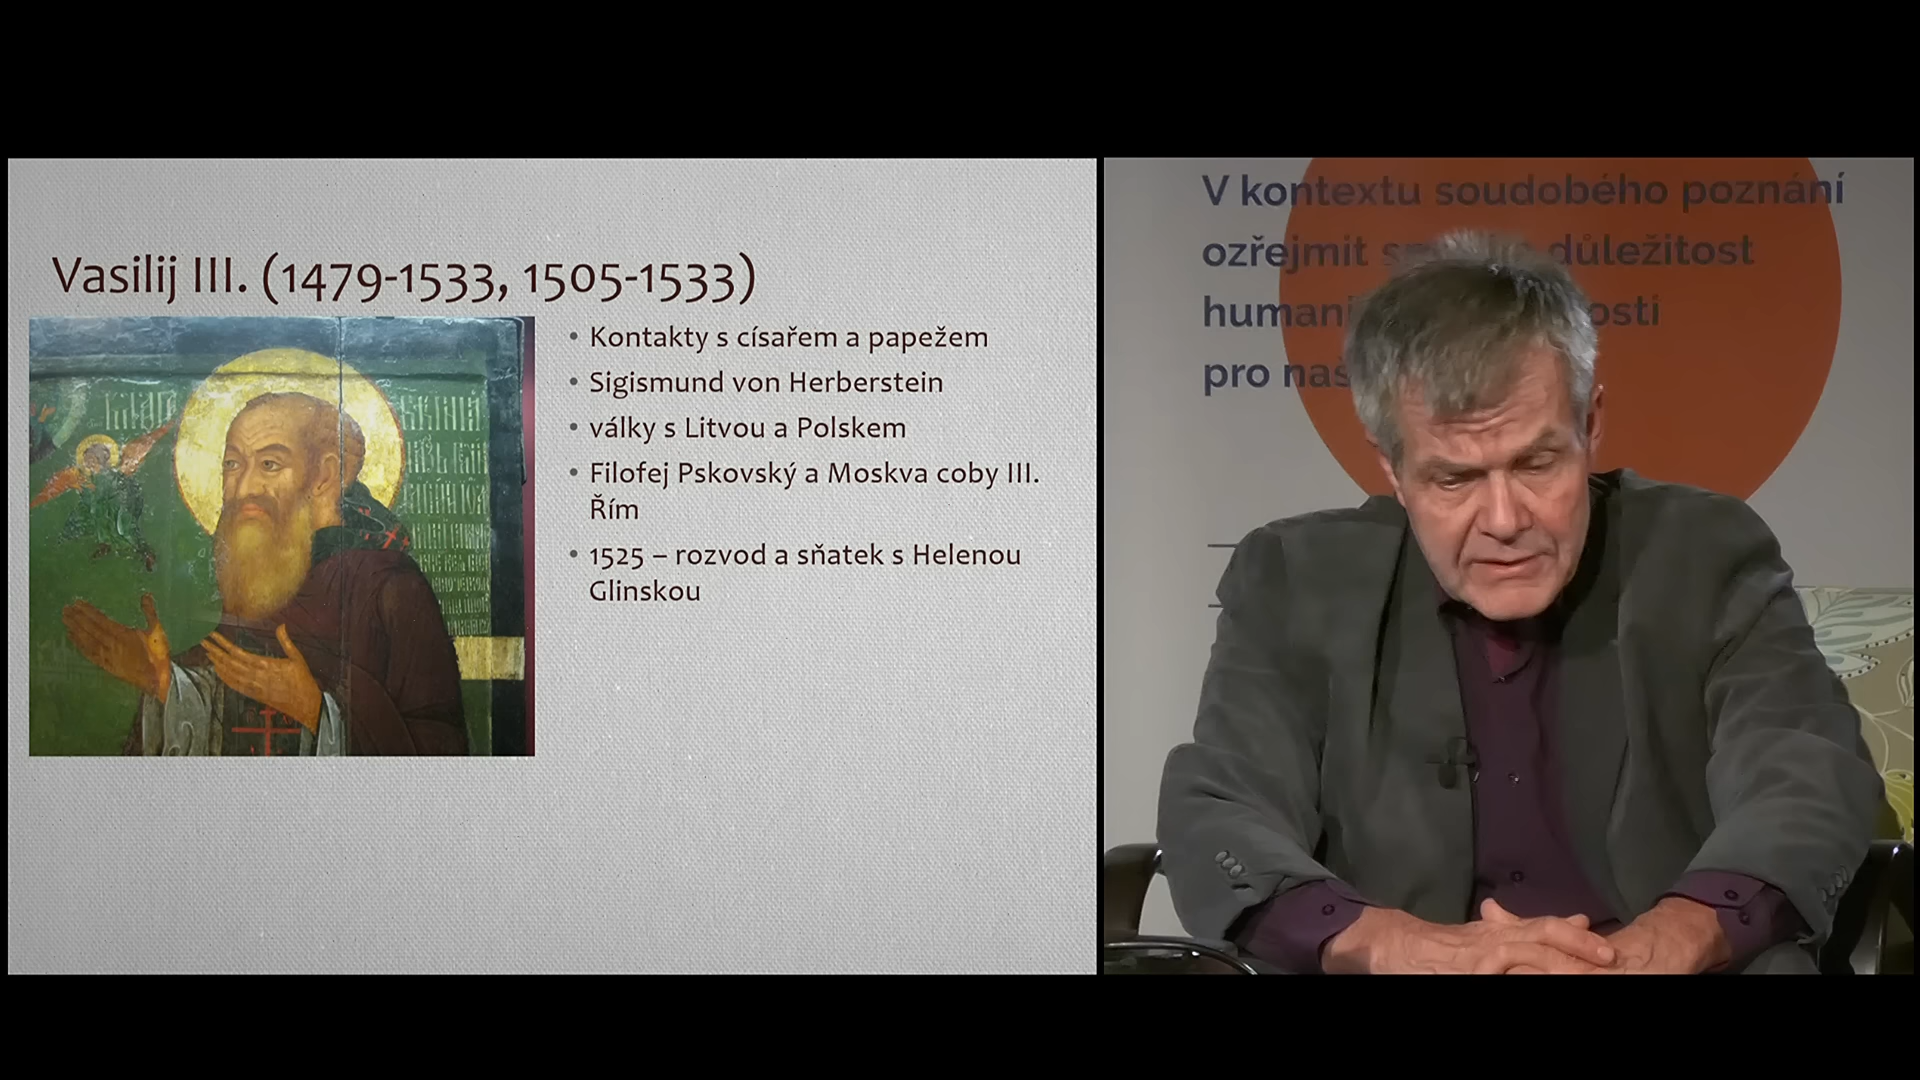 Vasilij III. (1479-1533, 1505-1533)
• Kontakty s císařem a papežem
• Sigismund von Herberstein
• války s Litvou a Polskem
• Filofej Pskovský a Moskva coby III.
Řím
• 1525 – rozvod a sňatek s Helenou
Glinskou
V kontextu soudobého poznání
ozřejmit důležitost
pro